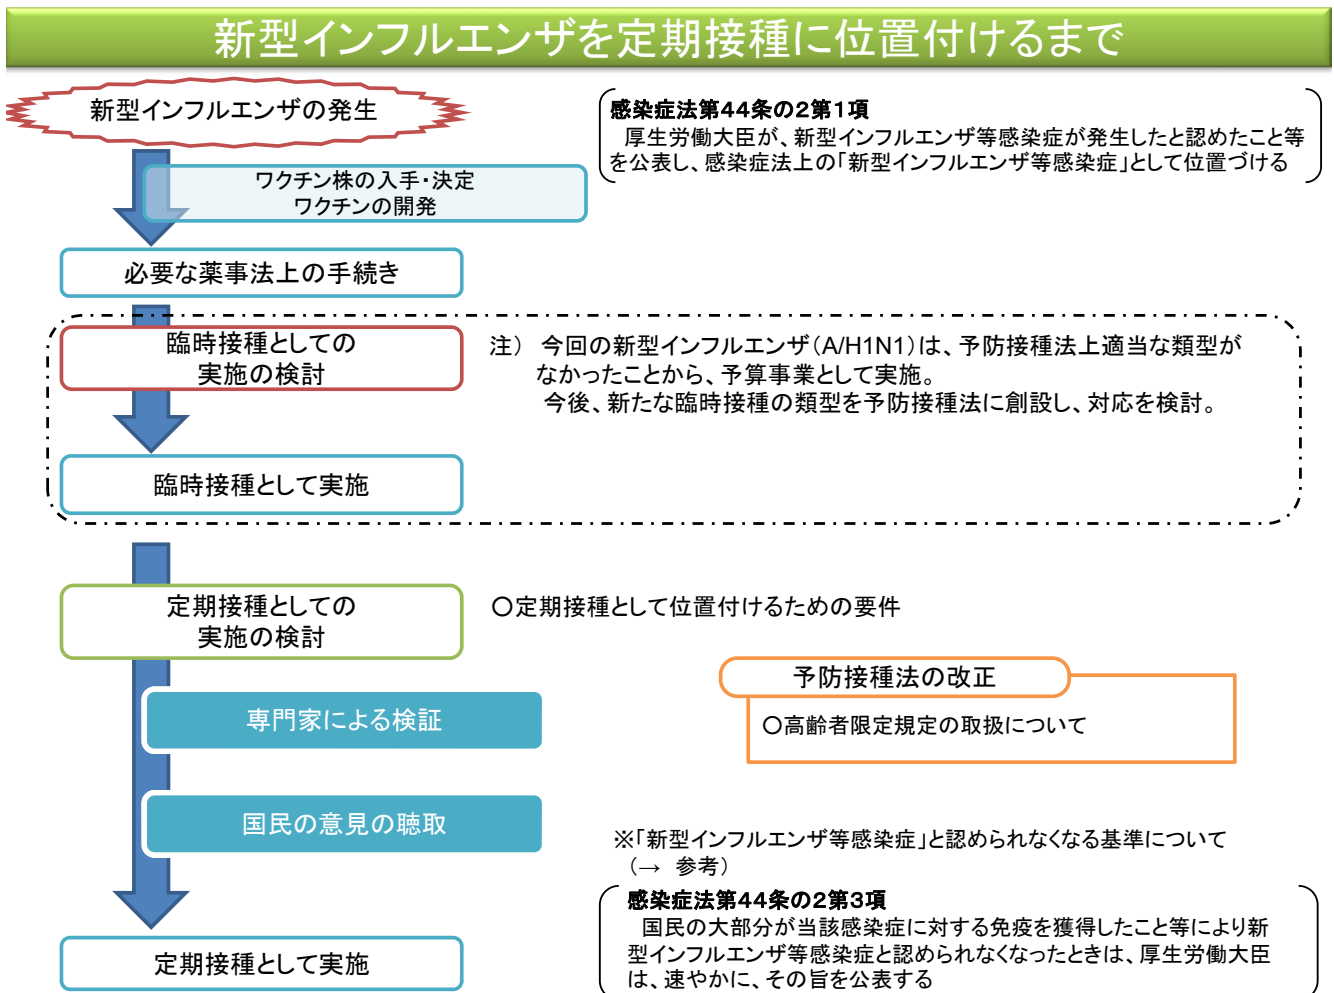 新型インフルエンザを定期接種に位置付けるまで
新型インフルエンザの発生
感染症法第44条の2第1項
厚生労働大臣が、新型インフルエンザ等感染症が発生したと認めたこと等
を公表し、感染症法上の「新型インフルエンザ等感染症」として位置づける
ワクチン株の入手・決定
ワクチンの開発
必要な薬事法上の手続き
臨時接種としての
実施の検討
注） 今回の新型インフルエンザ（A/H1N1）は、予防接種法上適当な類型が
なかったことから、予算事業として実施。
今後、新たな臨時接種の類型を予防接種法に創設し、対応を検討。
臨時接種として実施
定期接種としての
実施の検討
○定期接種として位置付けるための要件
予防接種法の改正
○高齢者限定規定の取扱について
専門家による検証
国民の意見の聴取
※「新型インフルエンザ等感染症」と認められなくなる基準について
（→ 参考）
感染症法第44条の2第3項
国民の大部分が当該感染症に対する免疫を獲得したこと等により新
型インフルエンザ等感染症と認められなくなったときは、厚生労働大臣
は、速やかに、その旨を公表する
定期接種として実施